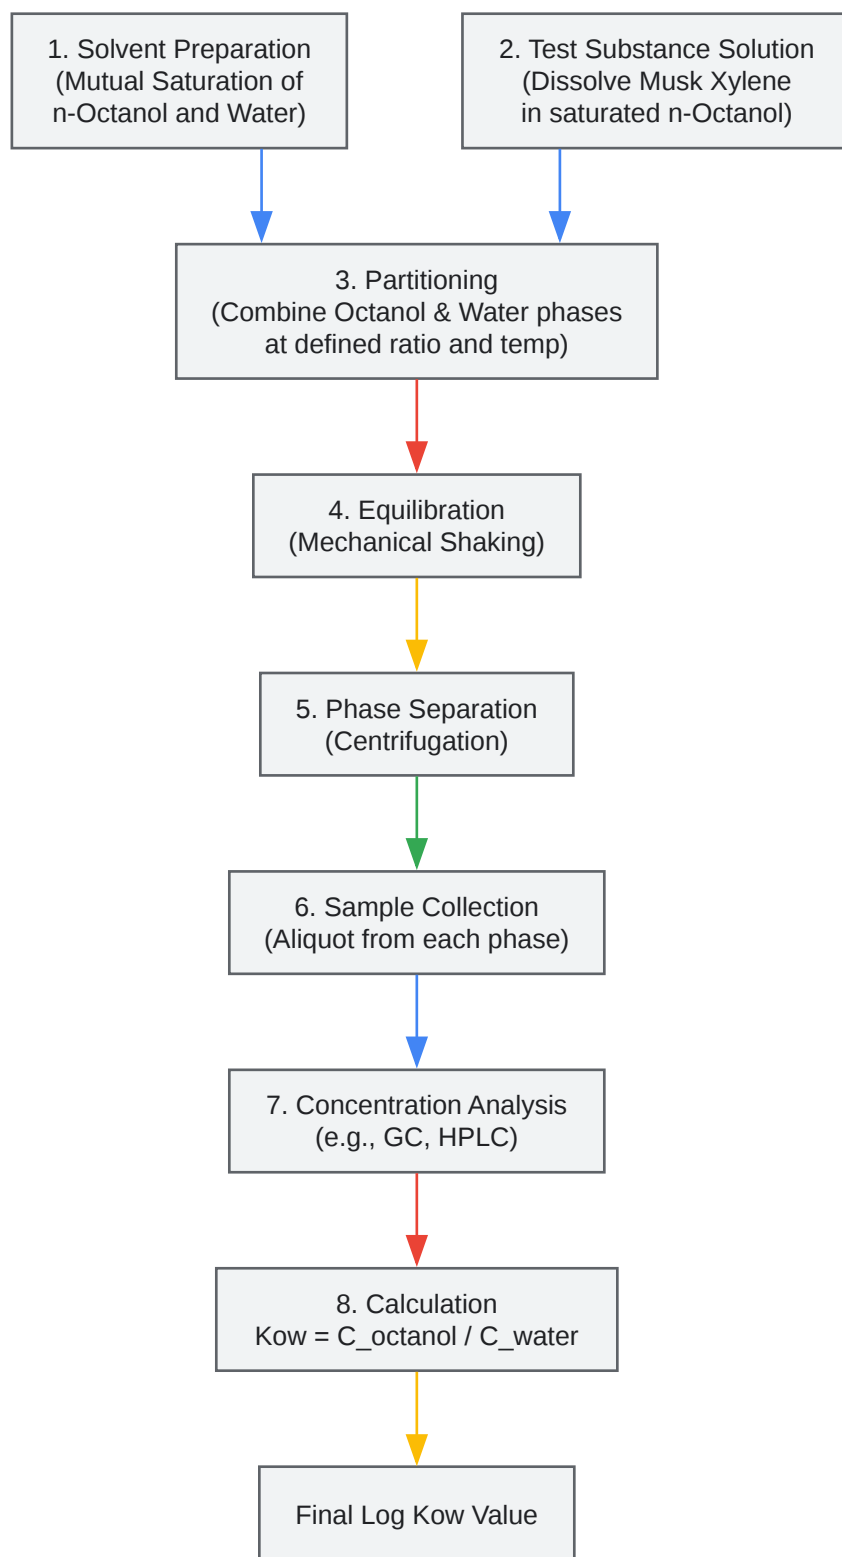 1. Solvent Preparation
(Mutual Saturation of
n-Octanol and Water)
2. Test Substance Solution
(Dissolve Musk Xylene
in saturated n-Octanol)
3. Partitioning
(Combine Octanol & Water phases
at defined ratio and temp)
4. Equilibration
(Mechanical Shaking)
5. Phase Separation
(Centrifugation)
6. Sample Collection
(Aliquot from each phase)
7. Concentration Analysis
(e.g., GC, HPLC)
8. Calculation
Kow = C_octanol / C_water
Final Log Kow Value